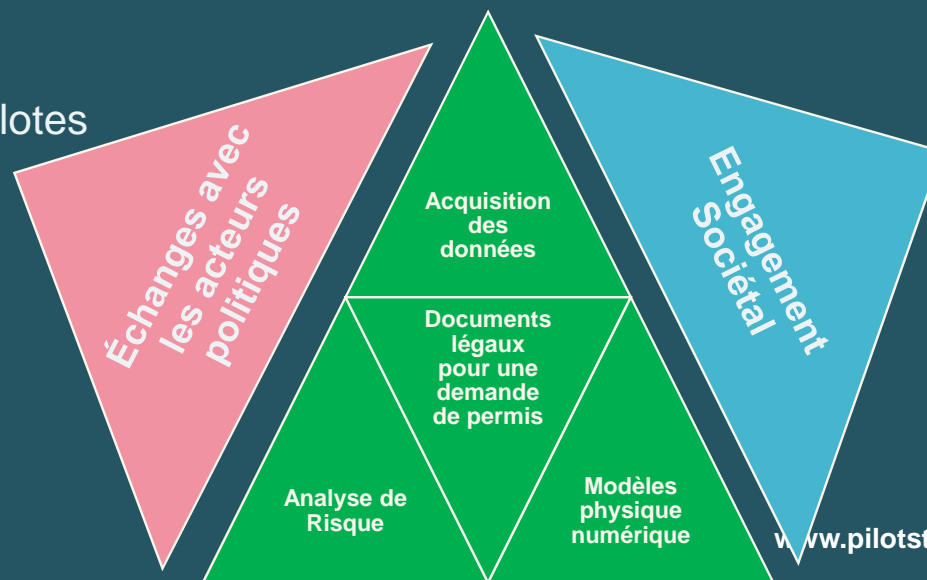 lotes
Échanges avec
les acteurs
politiques
Acquisition
des
données
Engagement
Sociétal
Documents
légaux
pour une
demande
de permis
Analyse de
Risque
Modèles
physique
numérique
www.pilotst